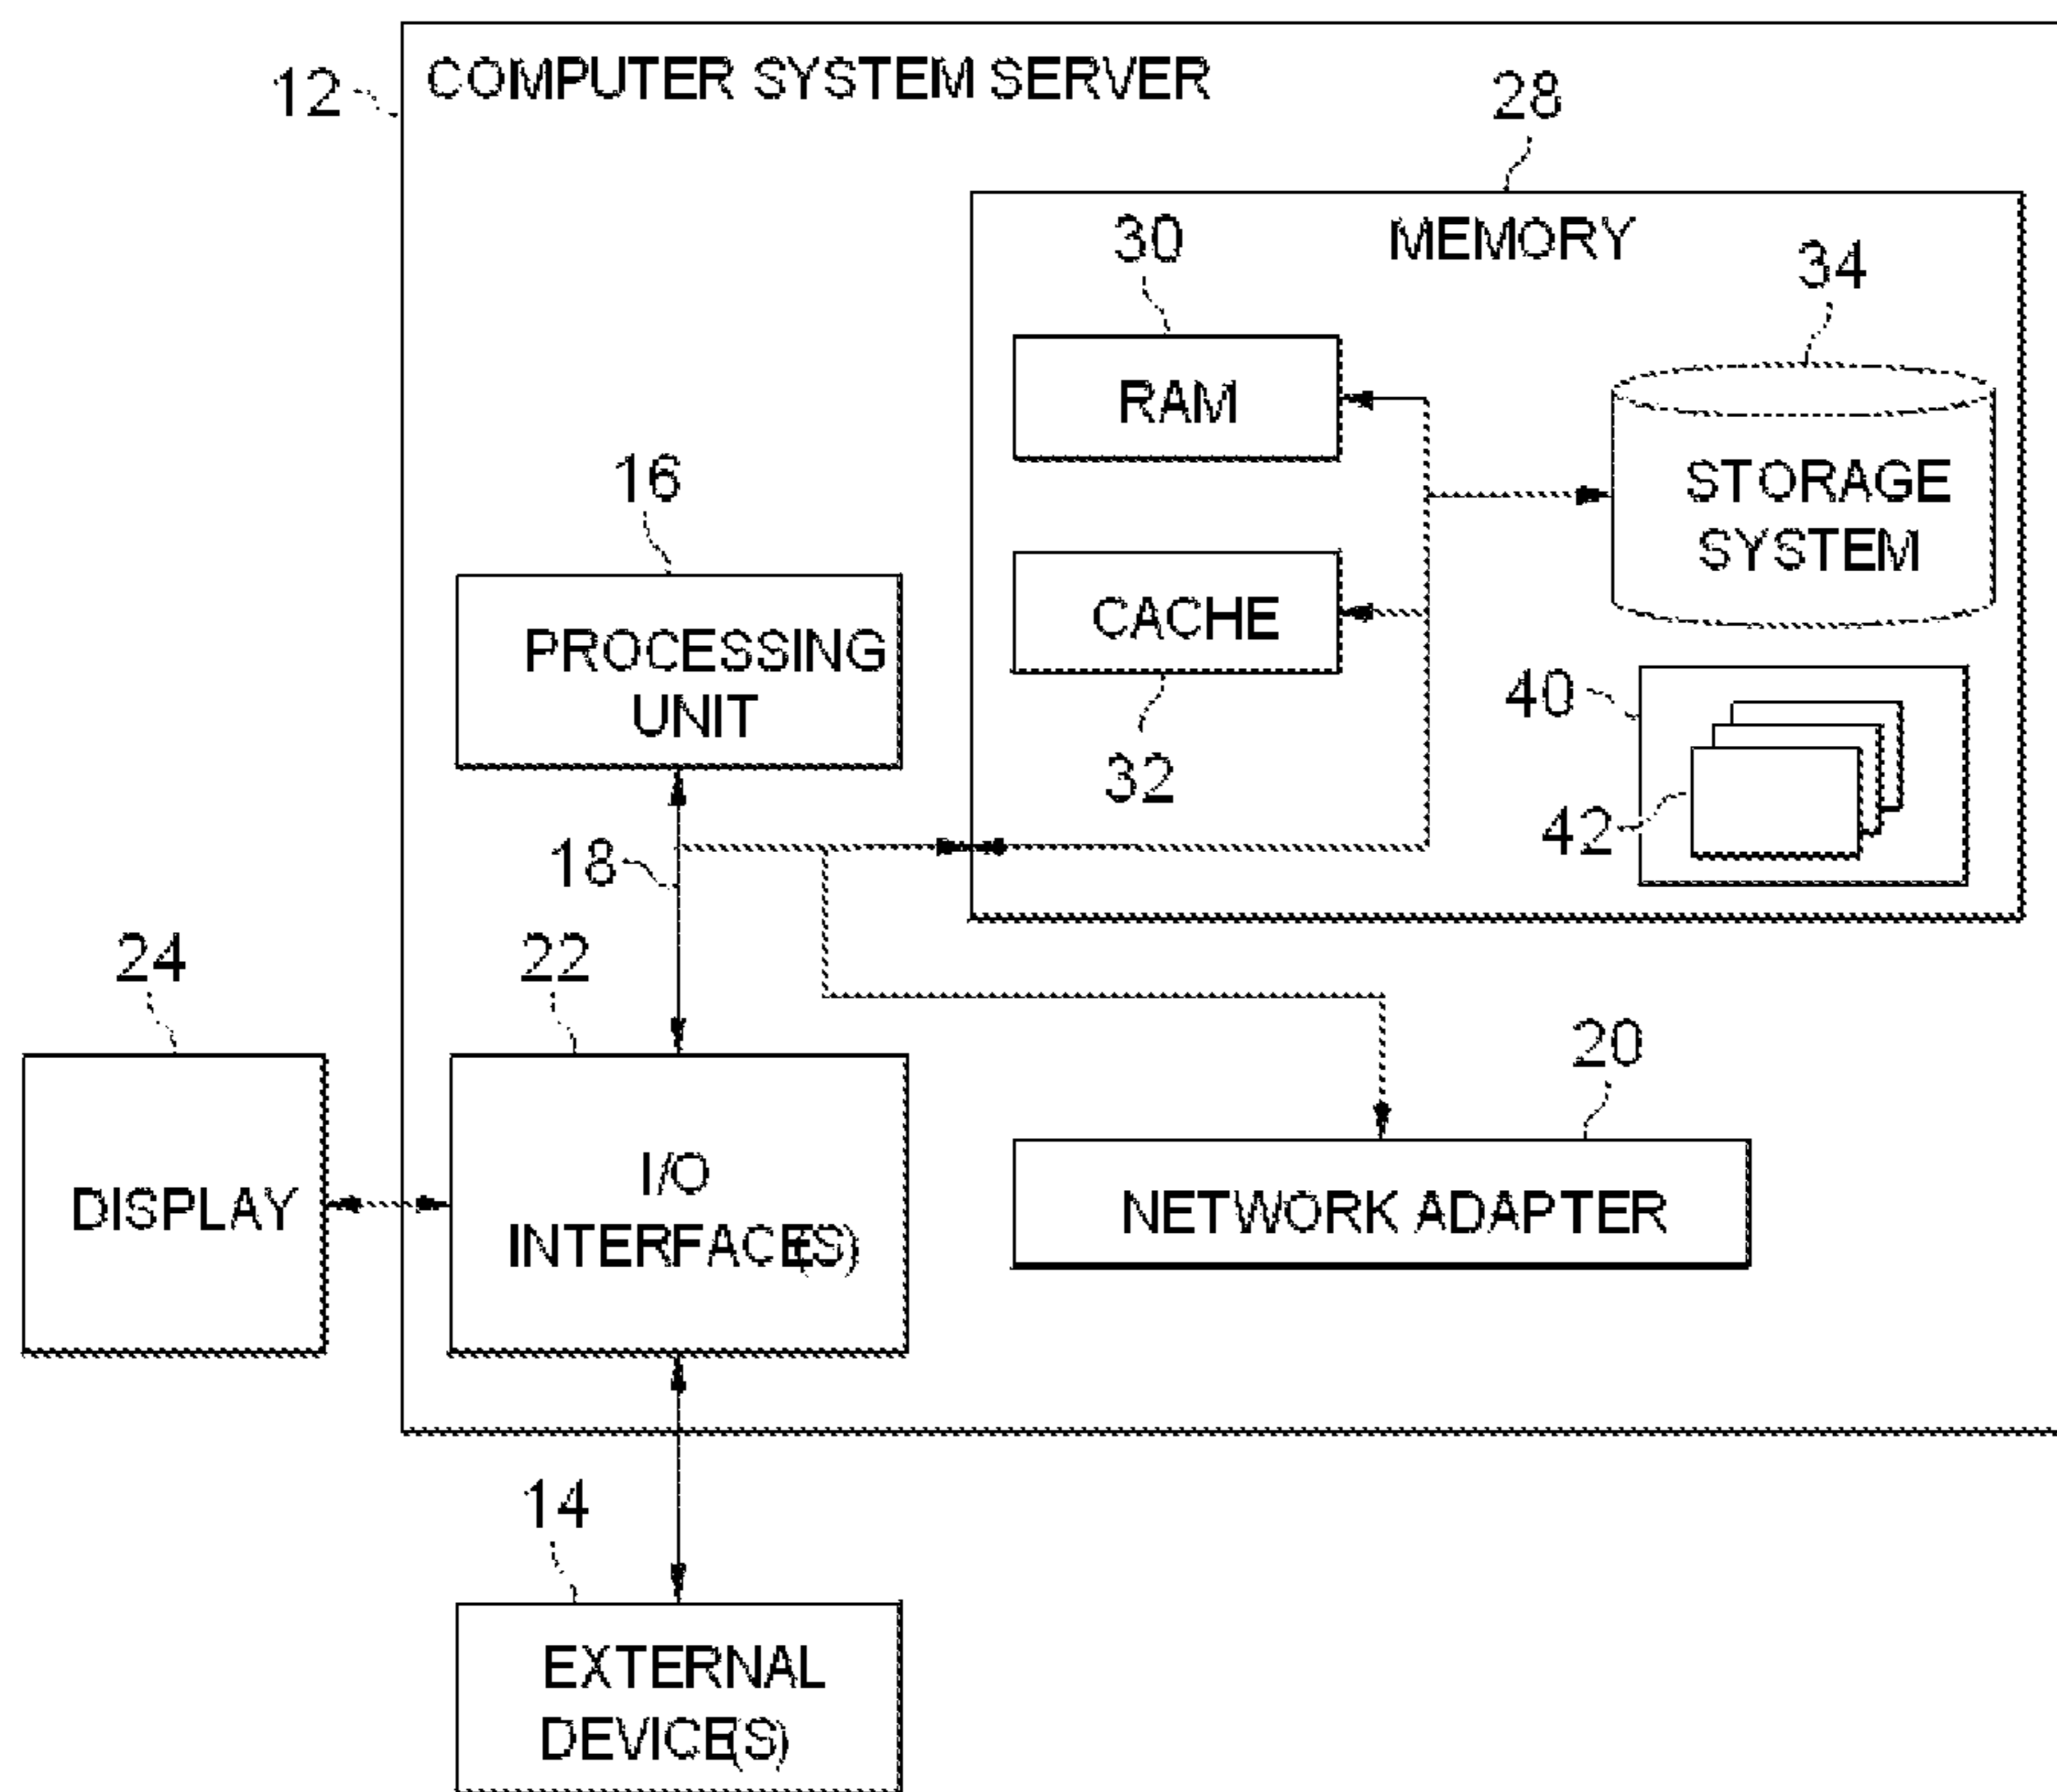 12
COMPUTER SYSTEM SERVER
28
MEMORY
30
34
RAM
STORAGE
SYSTEM
16
CACHE
PROCESSING
UNIT
32
40
42
18
24
22
20
DISPLAY
I/O
INTERFACE(S)
NETWORK ADAPTER
14
EXTERNAL
DEVICE(S)